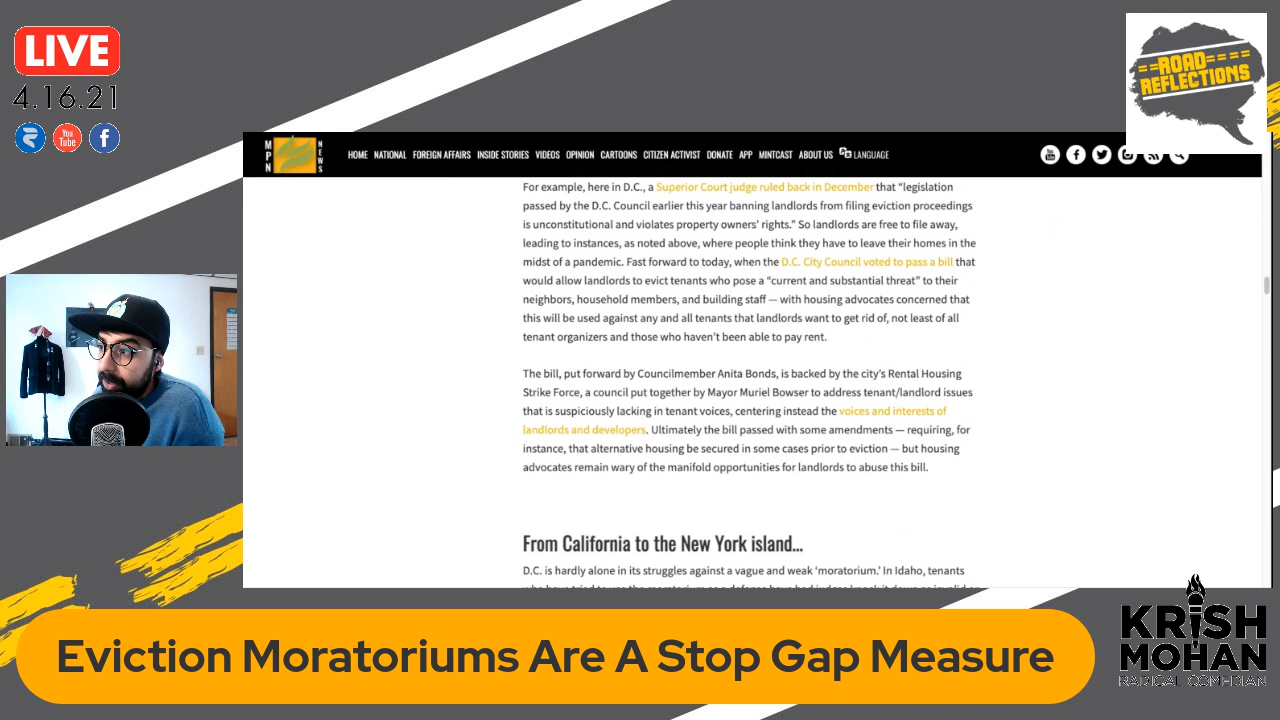 LIVE
4.16.21
You
Tube
==ROAD====
REFLECTIONS
MPN
NEWS
HOME NATIONAL FOREIGN AFFAIRS INSIDE STORIES VIDEOS OPINION CARTOONS CITIZEN ACTIVIST DONATE APP MINTCAST ABOUT US LANGUAGE
For example, here in D.C., a Superior Court judge ruled back in December that “legislation
passed by the D.C. Council earlier this year banning landlords from filing eviction proceedings
is unconstitutional and violates property owners’ rights.” So landlords are free to file away,
leading to instances, as noted above, where people think they have to leave their homes in the
midst of a pandemic. Fast forward to today, when the D.C. City Council voted to pass a bill that
would allow landlords to evict tenants who pose a “current and substantial threat” to their
neighbors, household members, and building staff — with housing advocates concerned that
this will be used against any and all tenants that landlords want to get rid of, not least of all
tenant organizers and those who haven’t been able to pay rent.
The bill, put forward by Councilmember Anita Bonds, is backed by the city’s Rental Housing
Strike Force, a council put together by Mayor Muriel Bowser to address tenant/landlord issues
that is suspiciously lacking in tenant voices, centering instead the voices and interests of
landlords and developers. Ultimately the bill passed with some amendments — requiring, for
instance, that alternative housing be secured in some cases prior to eviction — but housing
advocates remain wary of the manifold opportunities for landlords to abuse this bill.
From California to the New York island...
D.C. is hardly alone in its struggles against a vague and weak ‘moratorium.’ In Idaho, tenants
Eviction Moratoriums Are A Stop Gap Measure
KRISH
MOHAN
RADICAL COMEDIAN